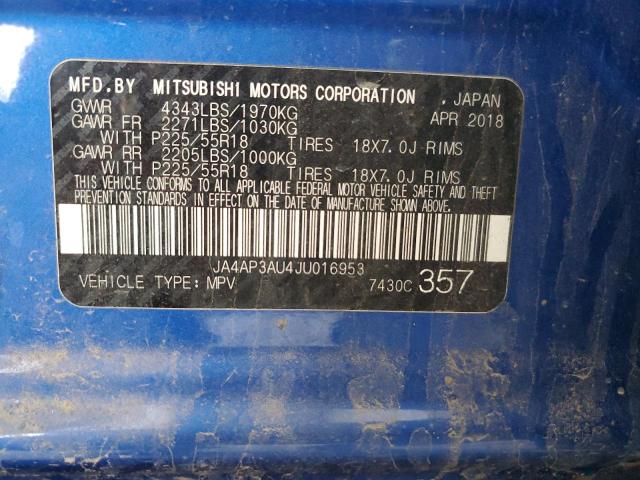 MFD.BY MITSUBISHI MOTORS CORPORATION , JAPAN
GVWR 4343LBS/1970KG APR 2018
GAWR FR 2271LBS/1030KG
WITH P225/55R18 TIRES 18X7.0J RIMS
GAWR RR 2205LBS/1000KG
WITH P225/55R18 TIRES 18X7.0J RIMS
THIS VEHICLE CONFORMS TO ALL APPLICABLE FEDERAL MOTOR VEHICLE SAFETY AND THEFT
PREVENTION STANDARDS IN EFFECT ON THE DATE OF MANUFACTURE SHOWN ABOVE.
JA4AP3AU4JU016953
VEHICLE TYPE: MPV 7430C 357